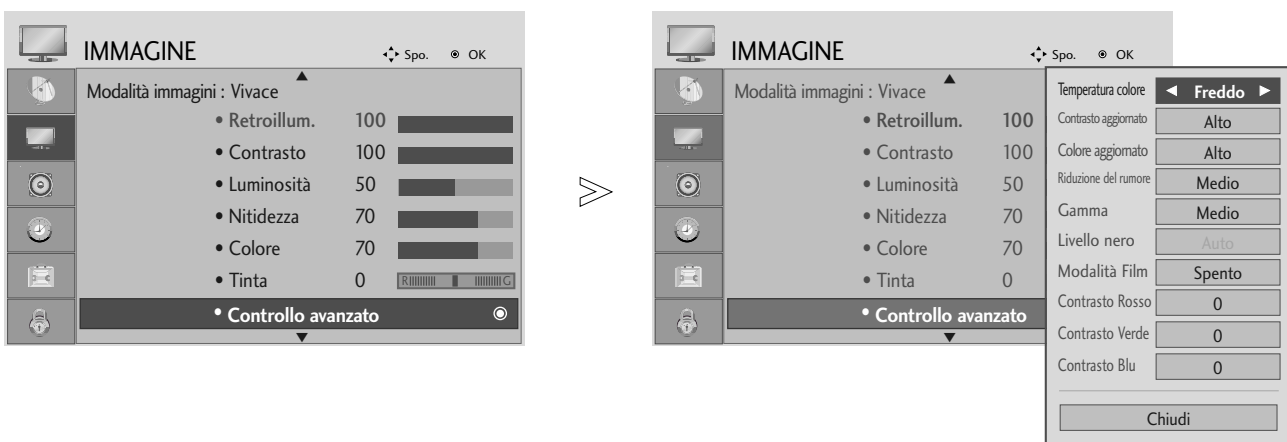 IMMAGINE
Spo. OK
Modalità immagini : Vivace
• Retroillum. 100
• Contrasto 100
• Luminosità 50
• Nitidezza 70
• Colore 70
• Tinta 0 R G
• Controllo avanzato
IMMAGINE
Spo. OK
Modalità immagini : Vivace
• Retroillum. 100
• Contrasto 100
• Luminosità 50
• Nitidezza 70
• Colore 70
• Tinta 0
• Controllo avanzato
Temperatura colore Freddo
Contrasto aggiornato Alto
Colore aggiornato Alto
Riduzione del rumore Medio
Gamma Medio
Livello nero Auto
Modalità Film Spento
Contrasto Rosso 0
Contrasto Verde 0
Contrasto Blu 0
Chiudi